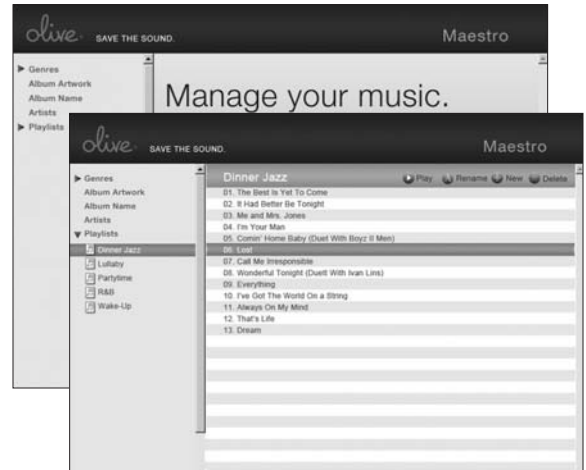 olive. SAVE THE SOUND. Maestro
Genres
Album Artwork
Album Name
Artists
Playlists
Manage your music.
olive. SAVE THE SOUND. Maestro
Genres
Album Artwork
Album Name
Artists
Playlists
Dinner Jazz
Lullaby
Partytime
R&B
Wake-Up
Dinner Jazz Play Rename New Delete
01. The Best Is Yet To Come
02. It Had Better Be Tonight
03. Me and Mrs. Jones
04. I'm Your Man
05. Comin' Home Baby (Duet With Boyz II Men)
06. Lost
07. Call Me Irresponsible
08. Wonderful Tonight (Duett With Ivan Lins)
09. Everything
10. I've Got The World On a String
11. Always On My Mind
12. That's Life
13. Dream